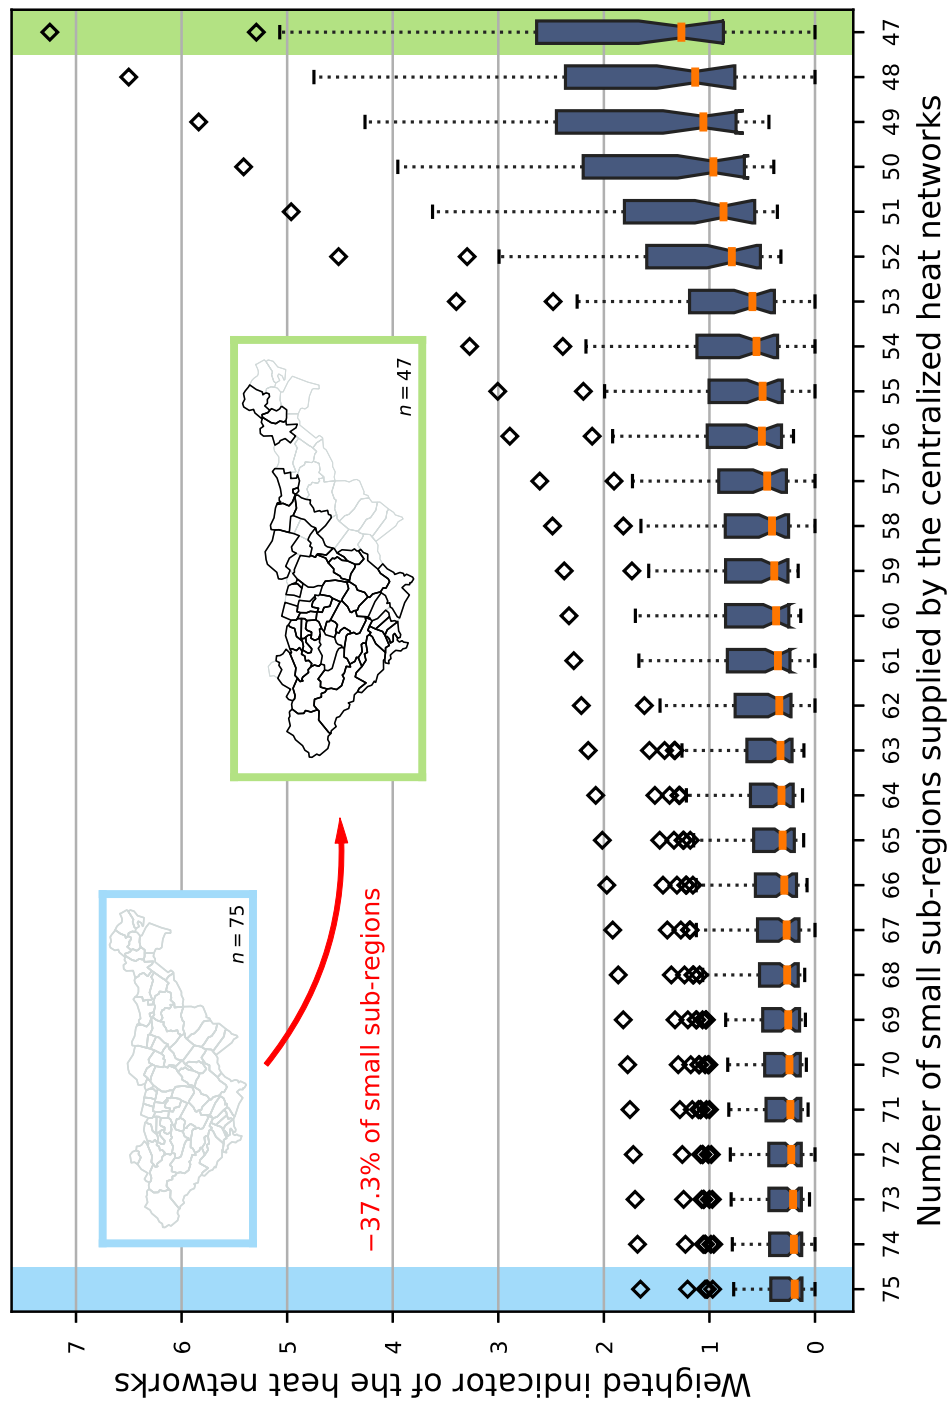 Weighted indicator of the heat networks
7
6
5
4
3
2
1
0
n = 75
−37.3% of small sub-regions
n = 47
75 74 73 72 71 70 69 68 67 66 65 64 63 62 61 60 59 58 57 56 55 54 53 52 51 50 49 48 47
Number of small sub-regions supplied by the centralized heat networks